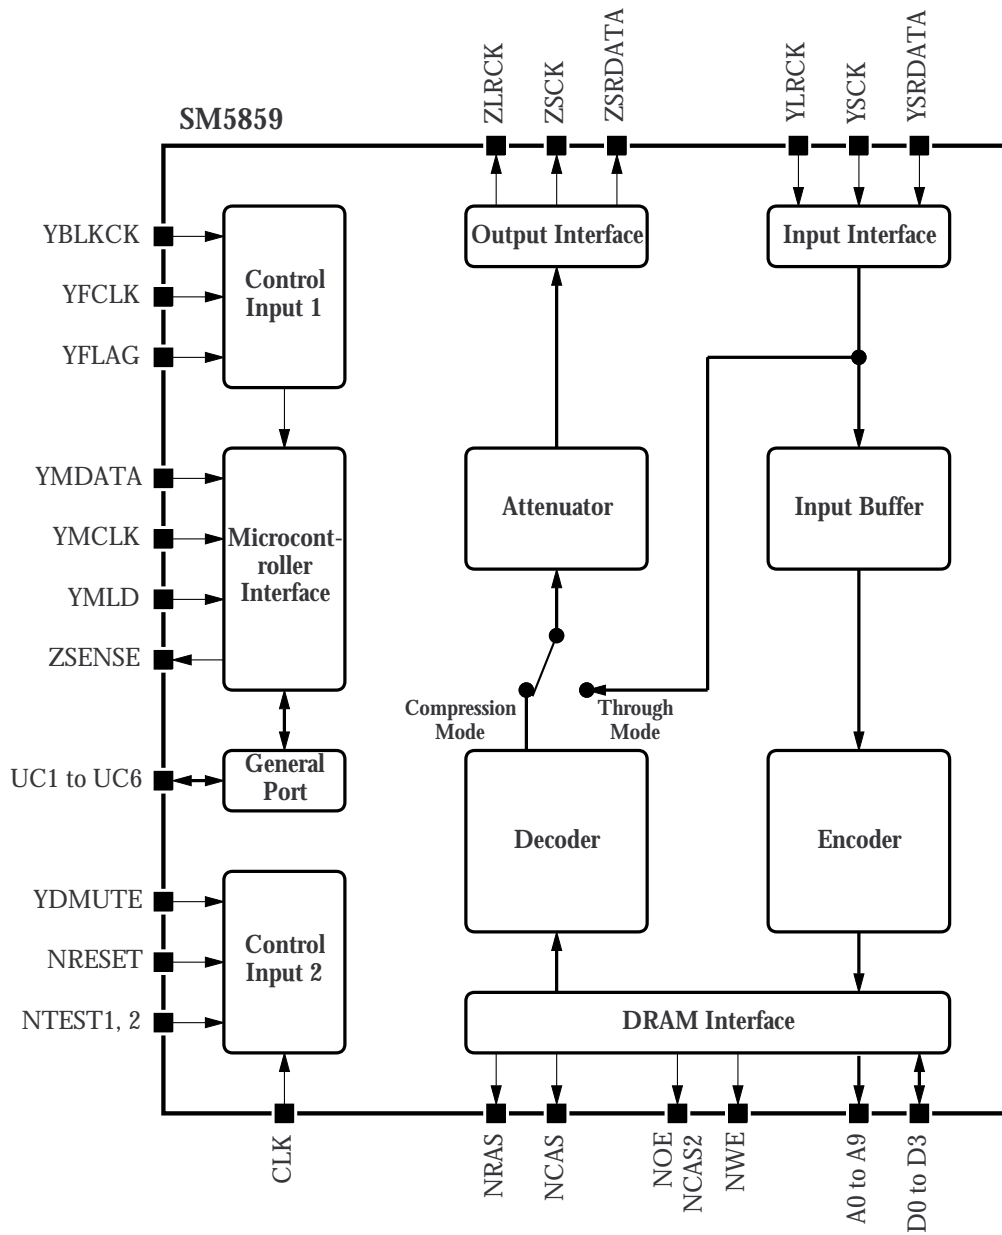 ZLRCK
ZSCK
ZSRDATA
YLRCK
YSCK
YSRDATA
SM5859
YBLKCK
YFCLK
YFLAG
Control
Input 1
Output Interface
Input Interface
YMDATA
YMCLK
YMLD
ZSENSE
Microcont-
roller
Interface
Attenuator
Input Buffer
Compression
Mode
Through
Mode
UC1 to UC6
General
Port
Decoder
Encoder
YDMUTE
NRESET
NTEST1, 2
Control
Input 2
DRAM Interface
CLK
NRAS
NCAS
NOE
NCAS2
NWE
A0 to A9
D0 to D3